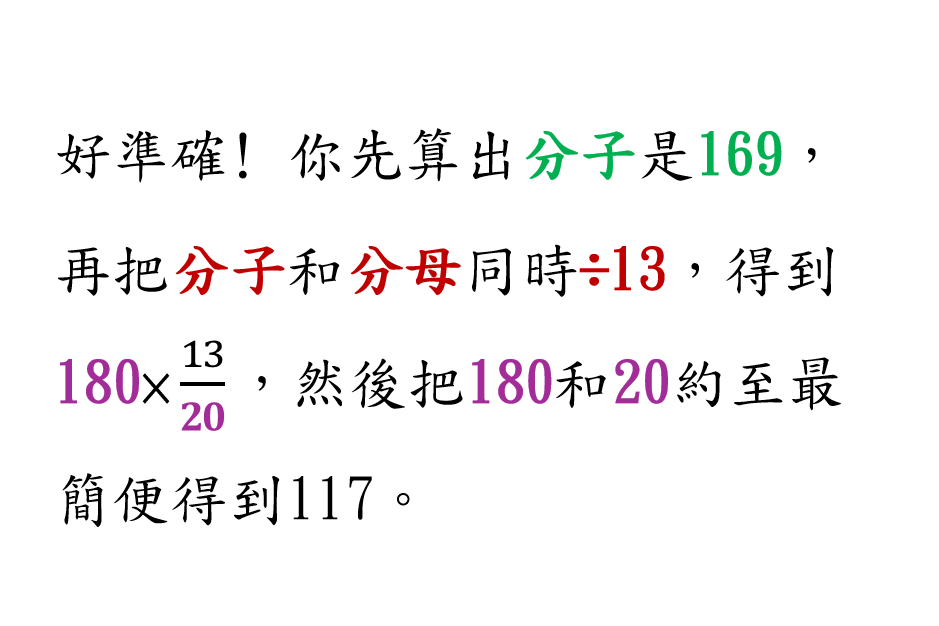 好準確！你先算出分子是169，
再把分子和分母同時÷13，得到
180×13/20，然後把180和20約至最
簡便得到117。